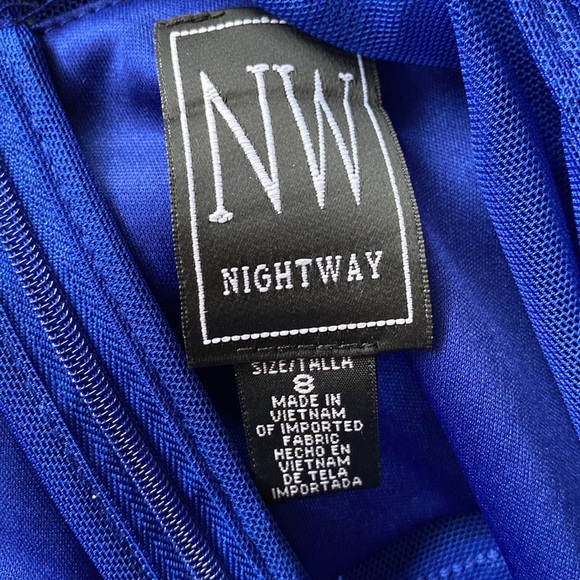 NW
NIGHTWAY
SIZE/TALLA
8
MADE IN
VIETNAM
OF IMPORTED
FABRIC
HECHO EN
VIETNAM
DE TELA
IMPORTADA